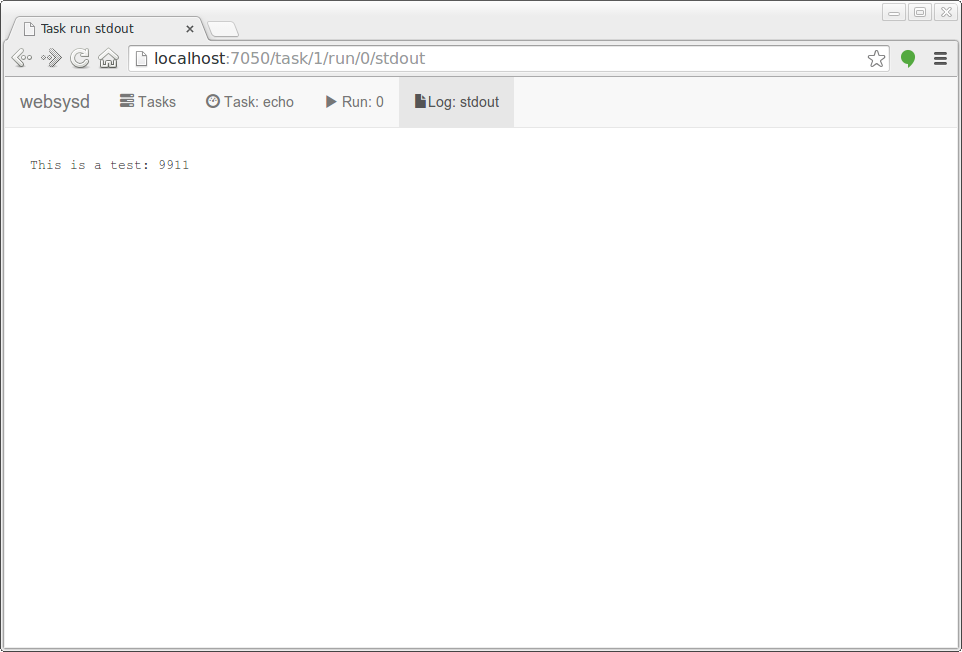 Task run stdout
localhost:7050/task/1/run/0/stdout
websysd Tasks Task: echo Run: 0 Log: stdout
This is a test: 9911